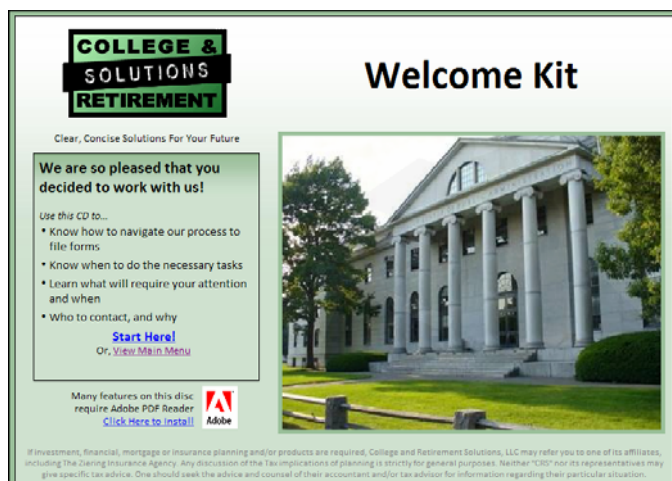 COLLEGE &
SOLUTIONS
RETIREMENT
Welcome Kit
Clear, Concise Solutions For Your Future
We are so pleased that you
decided to work with us!
Use this CD to...
• Know how to navigate our process to
file forms
• Know when to do the necessary tasks
• Learn what will require your attention
and when
• Who to contact, and why
Start Here!
Or, View Main Menu
Many features on this disc
require Adobe PDF Reader
Click Here to Install
Adobe
If investment, financial, mortgage or insurance planning and/or products are required, College and Retirement Solutions, LLC may refer you to one of its affiliates,
including The Ziering Insurance Agency. Any discussion of the Tax implications of planning is strictly for general purposes. Neither "CRS" nor its representatives may
give specific tax advice. One should seek the advice and counsel of their accountant and/or tax advisor for information regarding their particular situation.